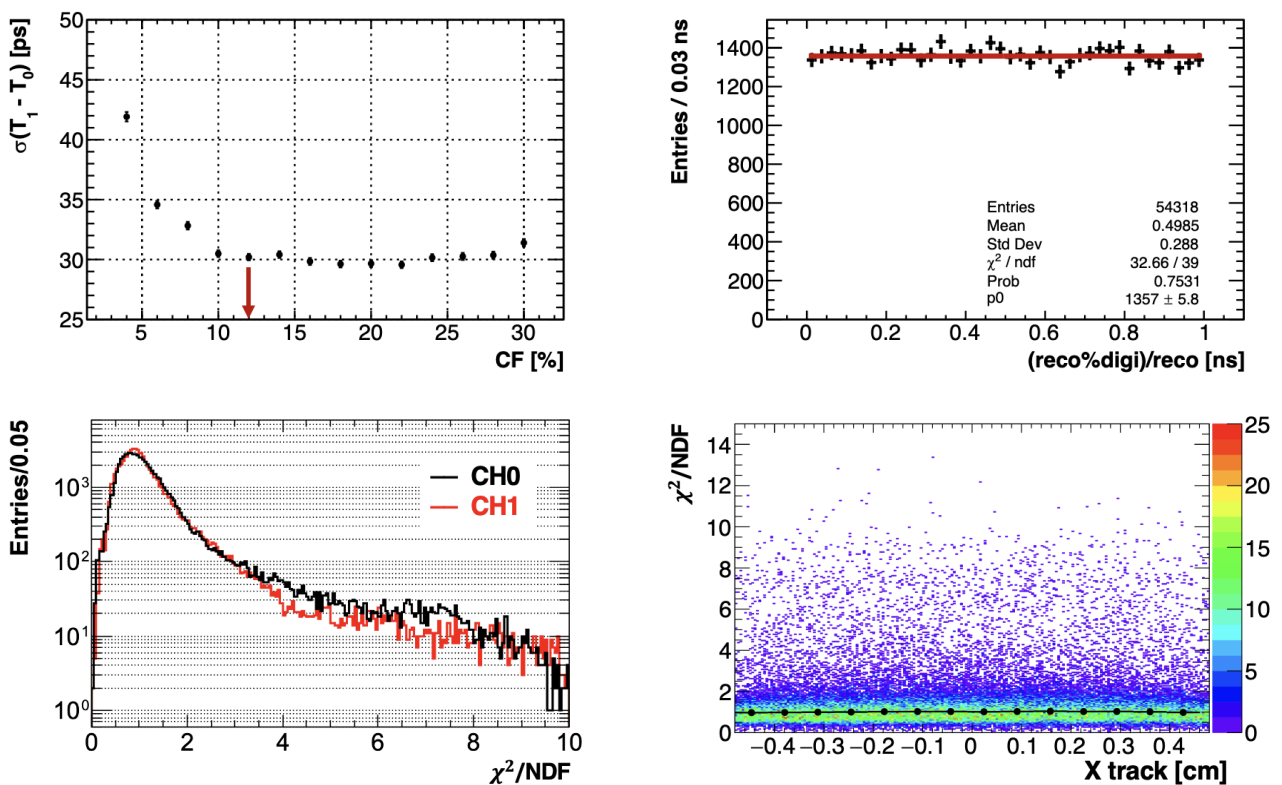 σ(T₁ - T₀) [ps]
50
45
40
35
30
25
5 10 15 20 25 30
CF [%]
Entries / 0.03 ns
1400
1200
1000
800
600
400
200
0
Entries 54318
Mean 0.4985
Std Dev 0.288
χ² / ndf 32.66 / 39
Prob 0.7531
p0 1357 ± 5.8
0 0.2 0.4 0.6 0.8 1
(reco%digi)/reco [ns]
Entries/0.05
10³
10²
10¹
10⁰
CH0
CH1
0 2 4 6 8 10
χ²/NDF
χ²/NDF
14
12
10
8
6
4
2
0
25
20
15
10
5
0
−0.4 −0.3 −0.2 −0.1 0 0.1 0.2 0.3 0.4
X track [cm]